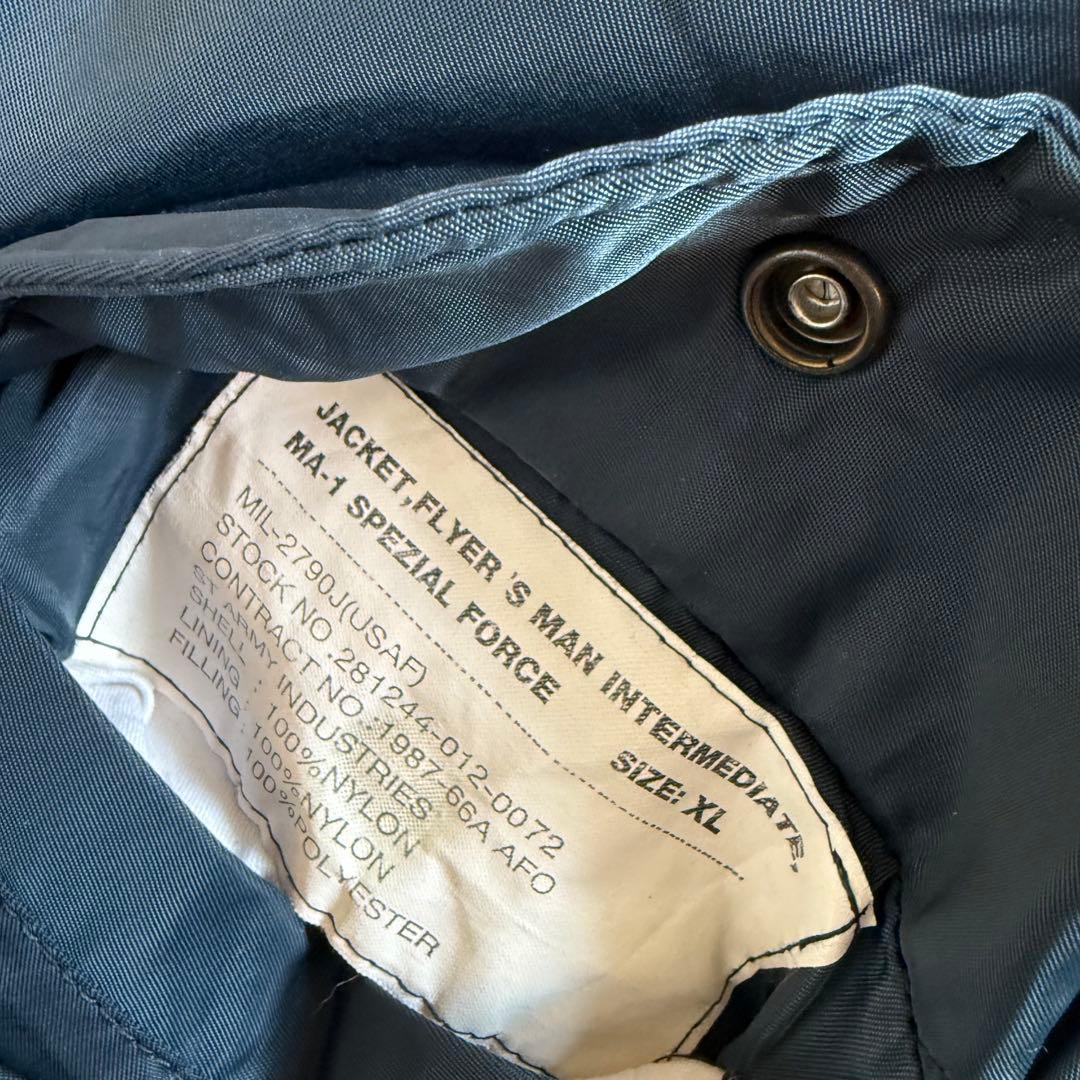 JACKET,FLYER'S MAN INTERMEDIATE,
MA-1 SPEZIAL FORCE SIZE: XL
MIL-2790J(USAF)
STOCK NO.281244-012-0072
CONTRACT NO.1987-66A AFO
ST ARMY INDUSTRIES
SHELL : 100%NYLON
LINING : 100%NYLON
FILLING: 100%POLYESTER